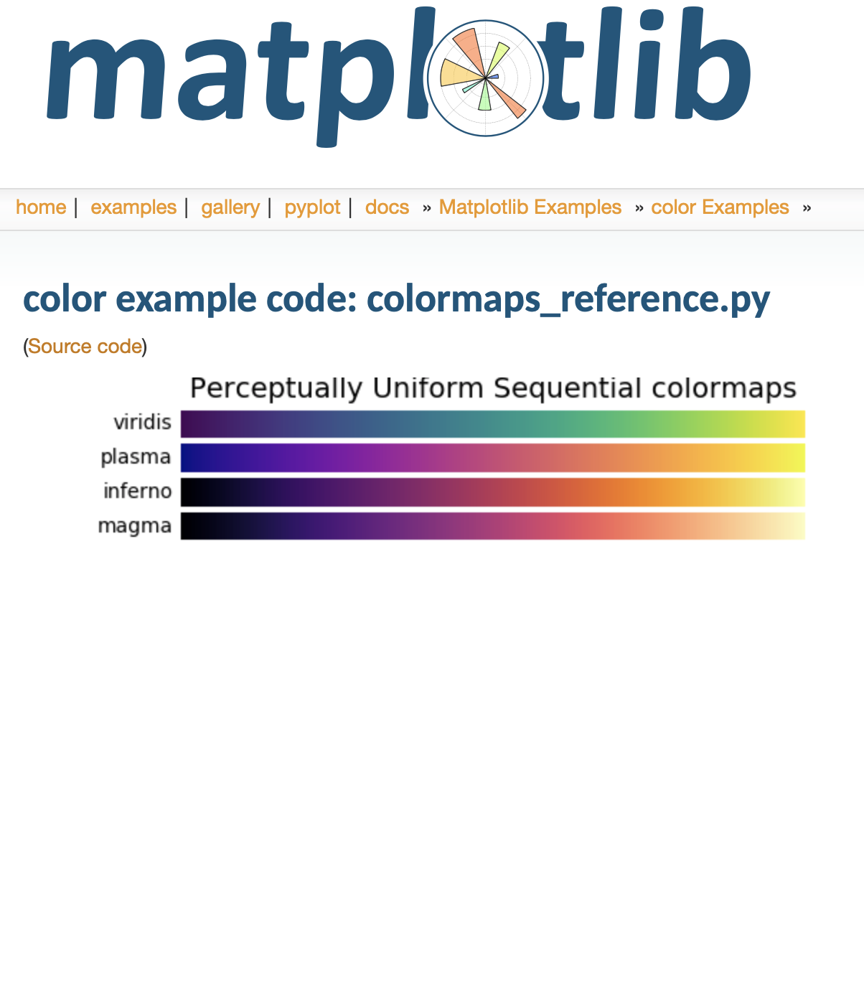 matplotlib
home | examples | gallery | pyplot | docs » Matplotlib Examples » color Examples »
color example code: colormaps_reference.py
(Source code)
Perceptually Uniform Sequential colormaps
viridis
plasma
inferno
magma